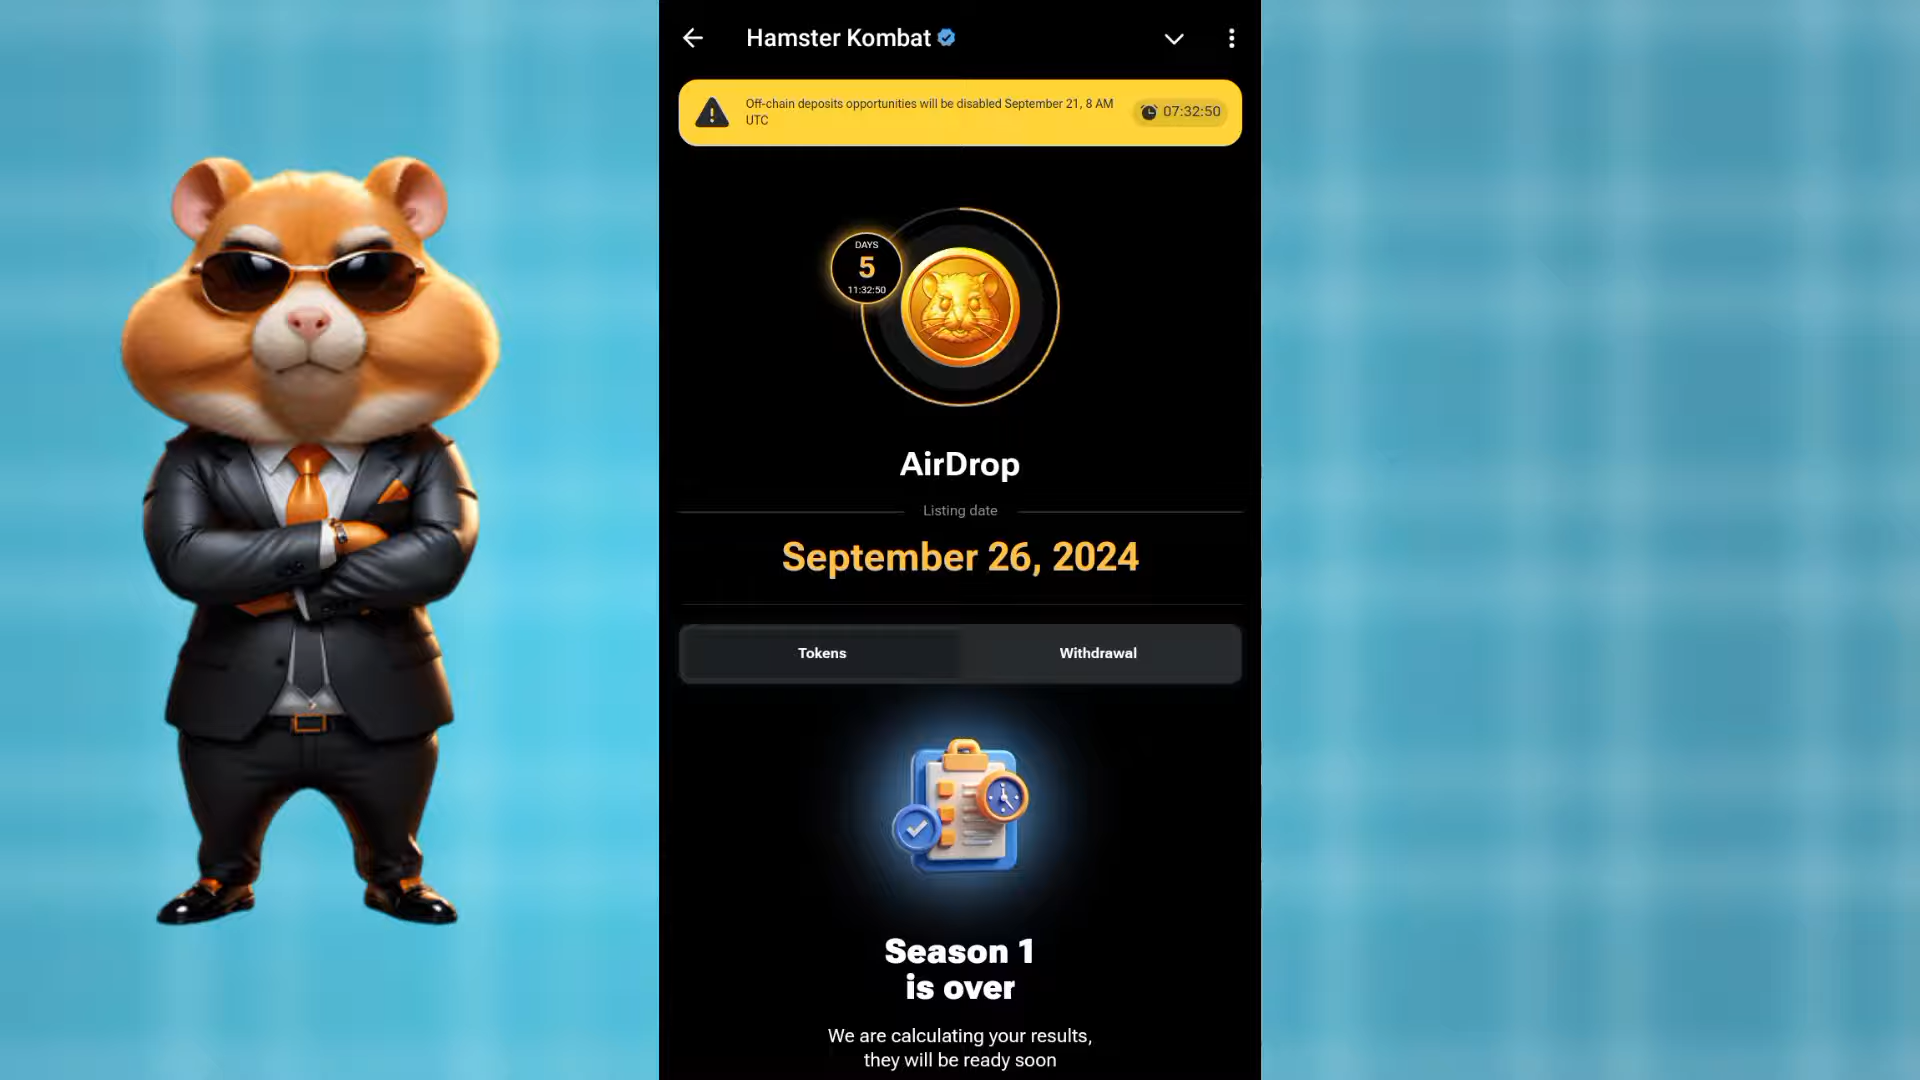 Hamster Kombat
Off-chain deposits opportunities will be disabled September 21, 8 AM
UTC
07:32:50
DAYS
5
11:32:50
AirDrop
Listing date
September 26, 2024
Tokens
Withdrawal
Season 1
is over
We are calculating your results,
they will be ready soon